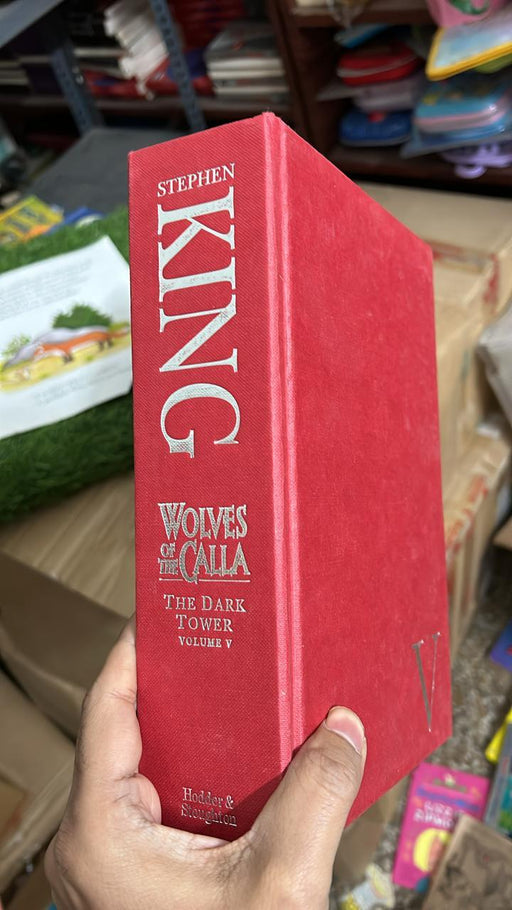 STEPHEN
KING
WOLVES
OF
THE CALLA
THE DARK
TOWER
VOLUME V
Hodder &
Stoughton
V